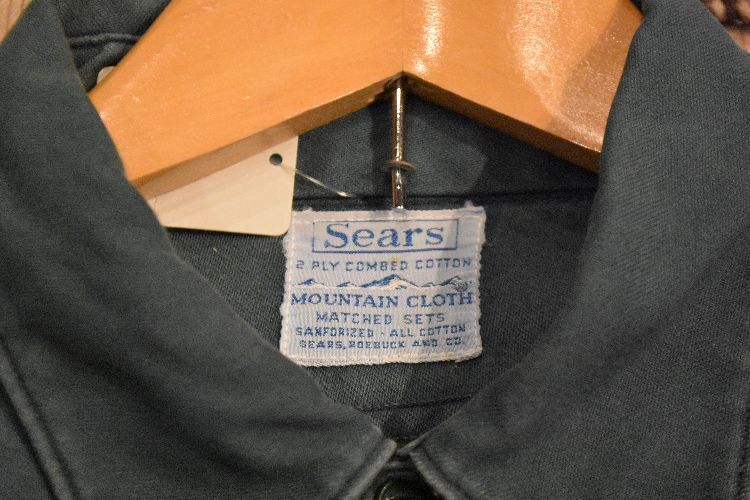 Sears
2 PLY COMBED COTTON
MOUNTAIN CLOTH
MATCHED SETS
SANFORIZED - ALL COTTON
SEARS, ROEBUCK AND CO.